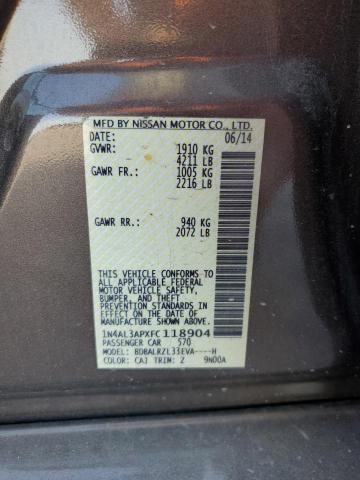 MFD BY NISSAN MOTOR CO., LTD.
DATE: 06/14
GVWR: 1910 KG
4211 LB
GAWR FR: 1005 KG
2216 LB
GAWR RR: 940 KG
2072 LB
THIS VEHICLE CONFORMS TO ALL
APPLICABLE U.S. FEDERAL
MOTOR VEHICLE SAFETY,
BUMPER, AND THEFT
PREVENTION STANDARDS IN
EFFECT ON THE DATE OF
MANUFACTURE SHOWN ABOVE.
1N4AL3APXFC118904
PASSENGER CAR 570
MODEL: BDBALRZL33EVA----H
COLOR: CAJ TRIM: Z 9N00A